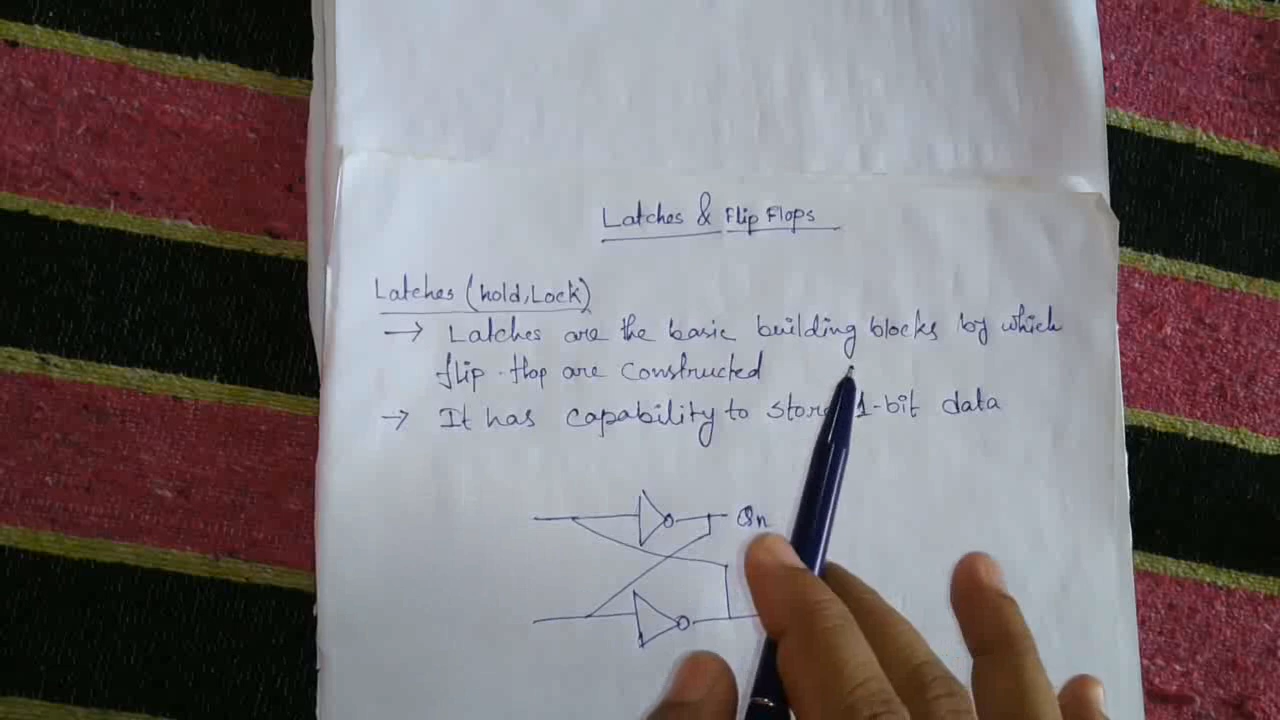 Latches & Flip Flops
Latches (hold, Lock)
→ Latches are the basic building blocks by which
flip-flop are constructed
→ It has capability to store 1-bit data
Qn